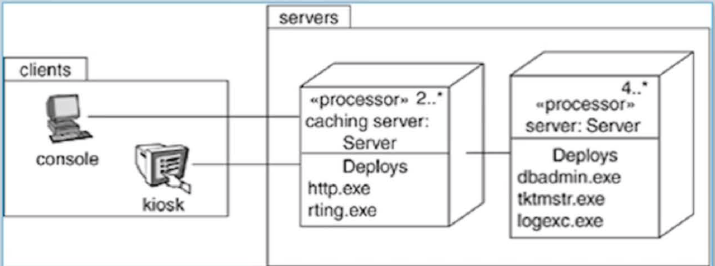 servers
clients
console
kiosk
«processor» 2..*
caching server:
Server
Deploys
http.exe
rting.exe
4..*
«processor»
server: Server
Deploys
dbadmin.exe
tktmstr.exe
logexc.exe